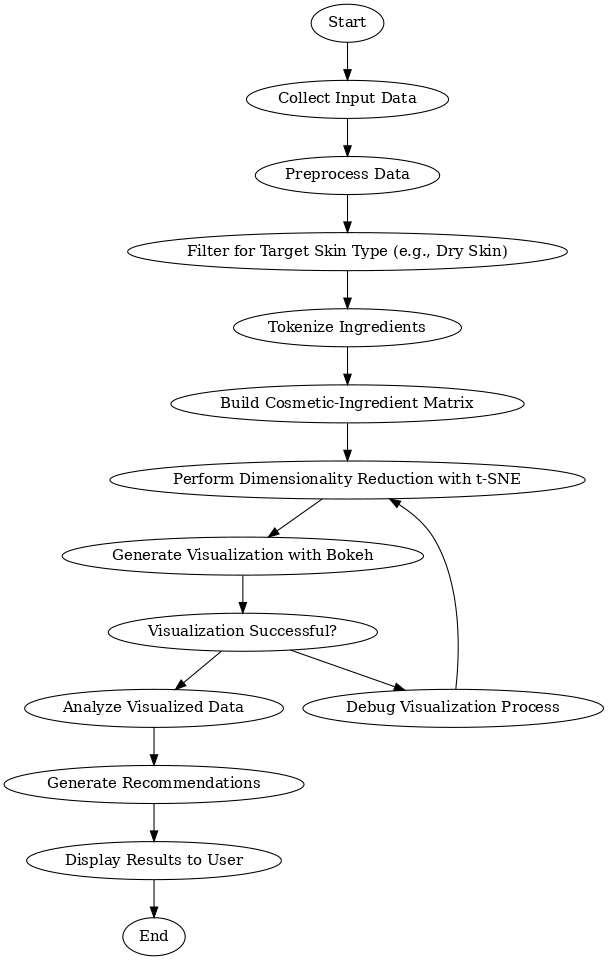 Start
Collect Input Data
Preprocess Data
Filter for Target Skin Type (e.g., Dry Skin)
Tokenize Ingredients
Build Cosmetic-Ingredient Matrix
Perform Dimensionality Reduction with t-SNE
Generate Visualization with Bokeh
Visualization Successful?
Analyze Visualized Data
Debug Visualization Process
Generate Recommendations
Display Results to User
End